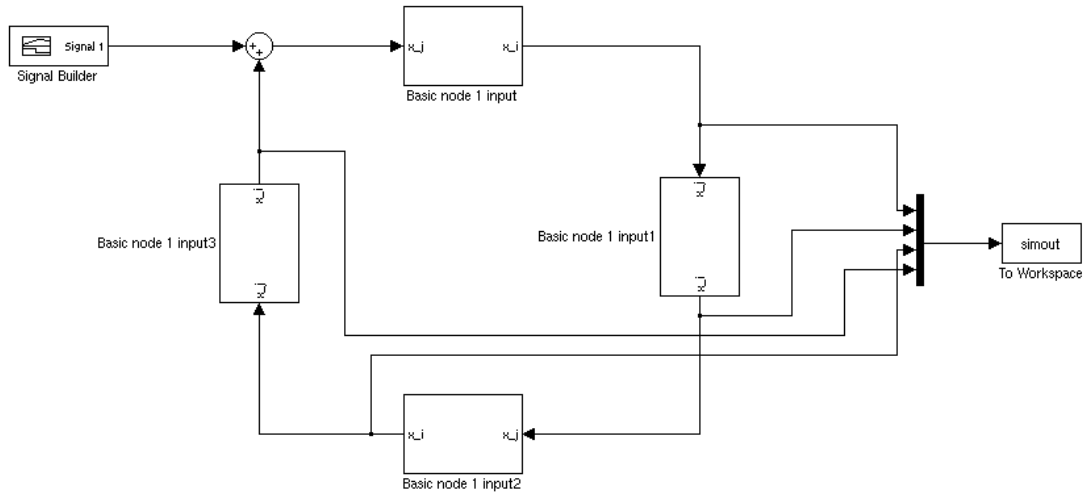 Signal 1
Signal Builder
+
+
x_j
x_i
Basic node 1 input
x_i
Basic node 1 input3
x_j
x_j
Basic node 1 input1
x_i
simout
To Workspace
x_i
x_j
Basic node 1 input2